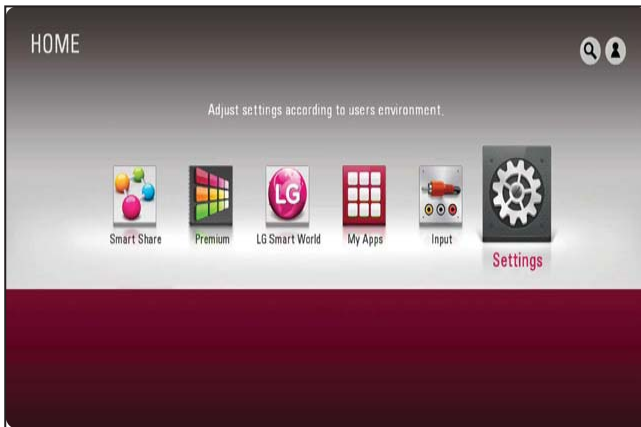 HOME
Adjust settings according to users environment.
LG
Smart Share
Premium
LG Smart World
My Apps
Input
Settings